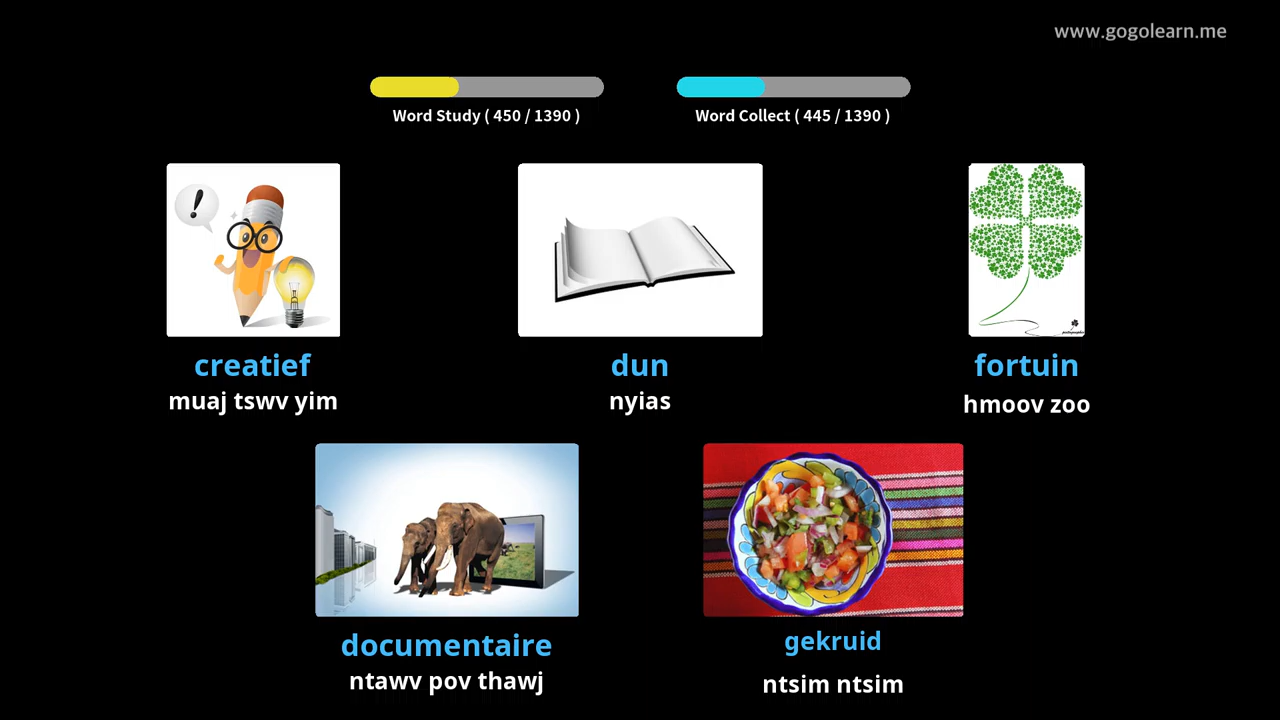 www.gogolearn.me
Word Study ( 450 / 1390 )
Word Collect ( 445 / 1390 )
creatief
muaj tswv yim
dun
nyias
fortuin
hmoov zoo
documentaire
ntawv pov thawj
gekruid
ntsim ntsim